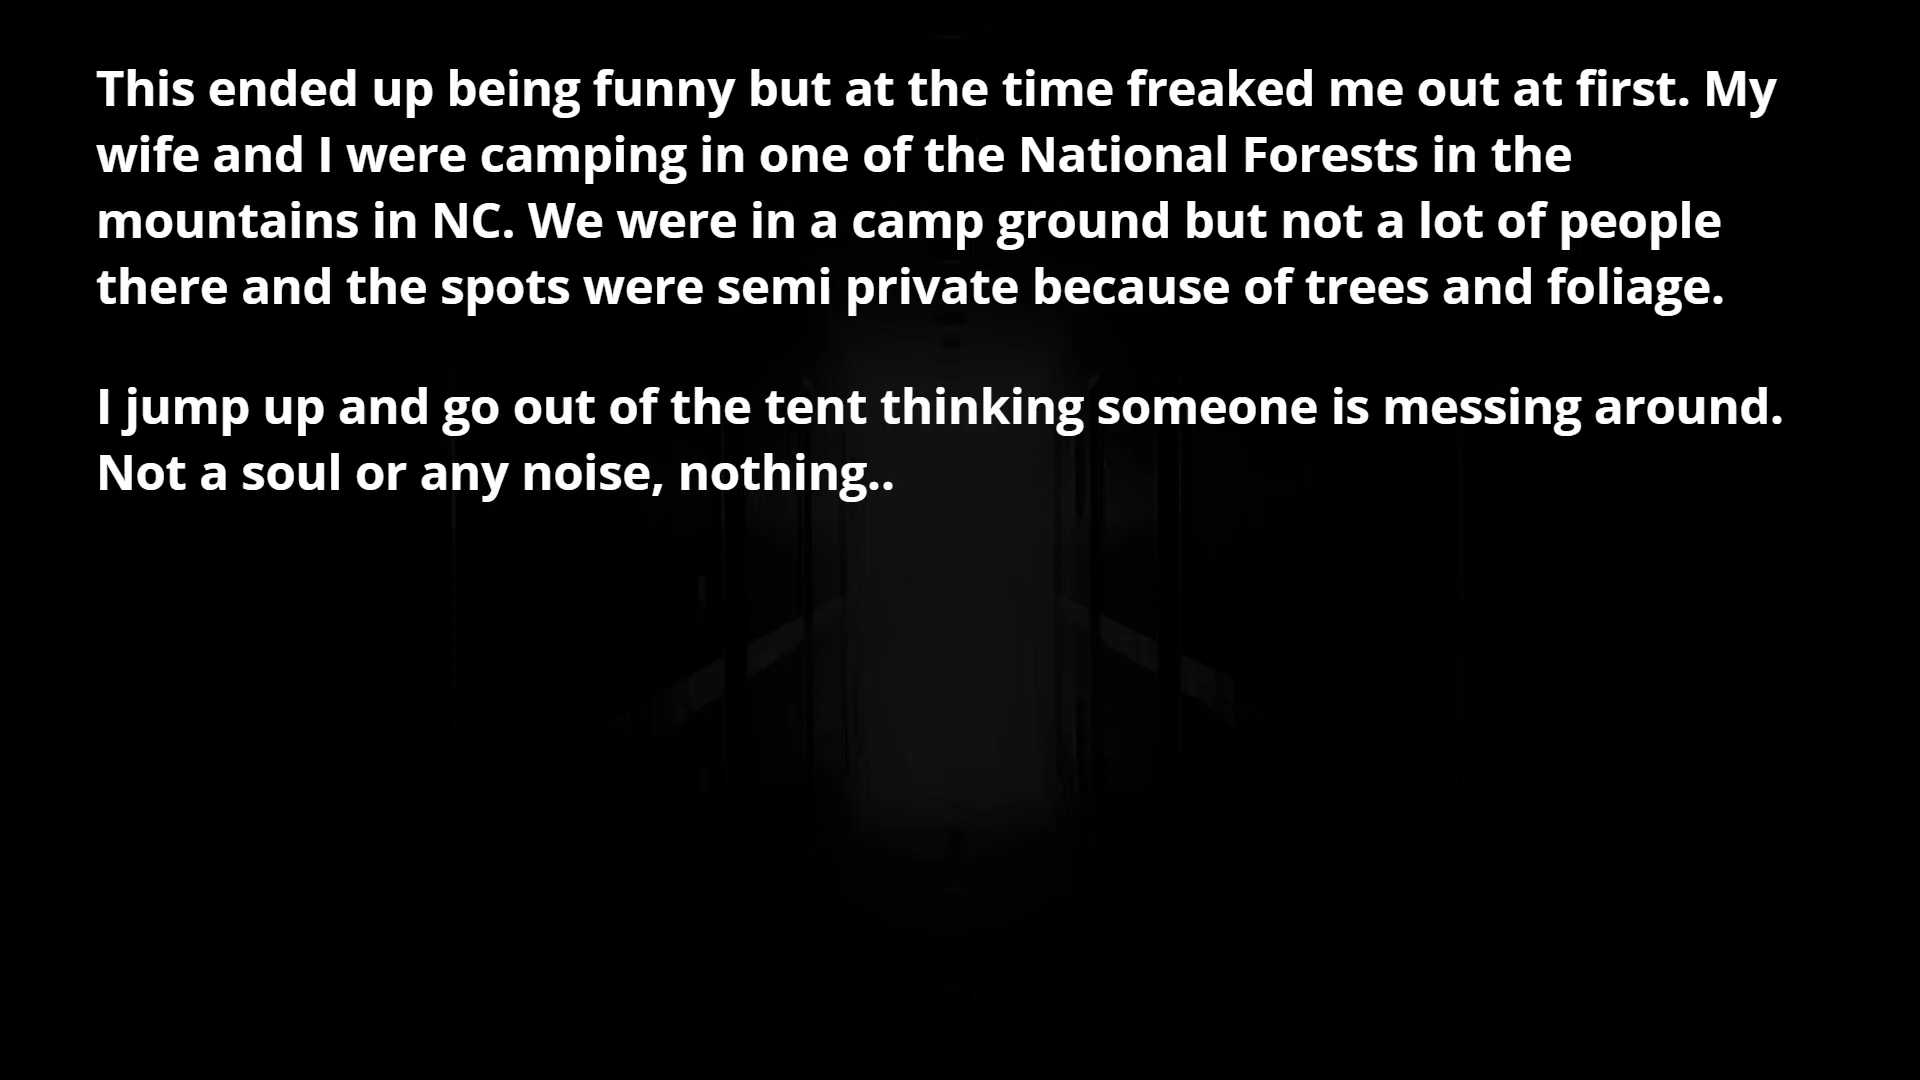 This ended up being funny but at the time freaked me out at first. My
wife and I were camping in one of the National Forests in the
mountains in NC. We were in a camp ground but not a lot of people
there and the spots were semi private because of trees and foliage.
I jump up and go out of the tent thinking someone is messing around.
Not a soul or any noise, nothing..